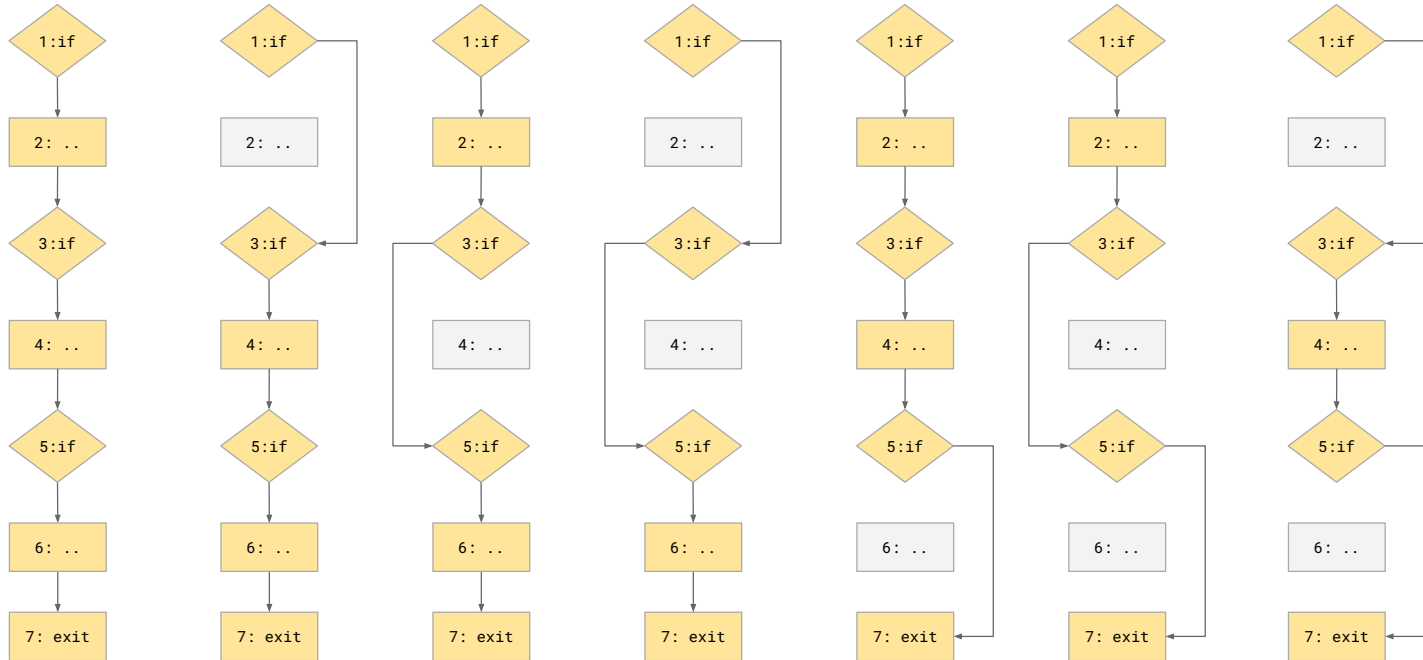 1:if 1:if 1:if 1:if 1:if 1:if 1:if
2: .. 2: .. 2: .. 2: .. 2: .. 2: .. 2: ..
3:if 3:if 3:if 3:if 3:if 3:if 3:if
4: .. 4: .. 4: .. 4: .. 4: .. 4: .. 4: ..
5:if 5:if 5:if 5:if 5:if 5:if 5:if
6: .. 6: .. 6: .. 6: .. 6: .. 6: .. 6: ..
7: exit 7: exit 7: exit 7: exit 7: exit 7: exit 7: exit